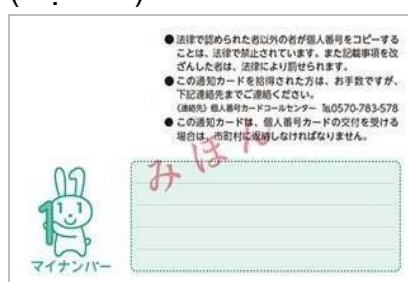 ●法律で認められた者以外の者が個人番号をコピーする
ことは、法律で禁止されています。また記載事項を改
ざんした者は、法律により罰せられます。
●この通知カードを拾得された方は、お手数ですが、
下記連絡先までご連絡ください。
(連絡先)個人番号カードコールセンター ℡0570-783-578
●この通知カードは、個人番号カードの交付を受ける
場合は、市町村に返納しなければなりません。
みほん
1
マイナンバー